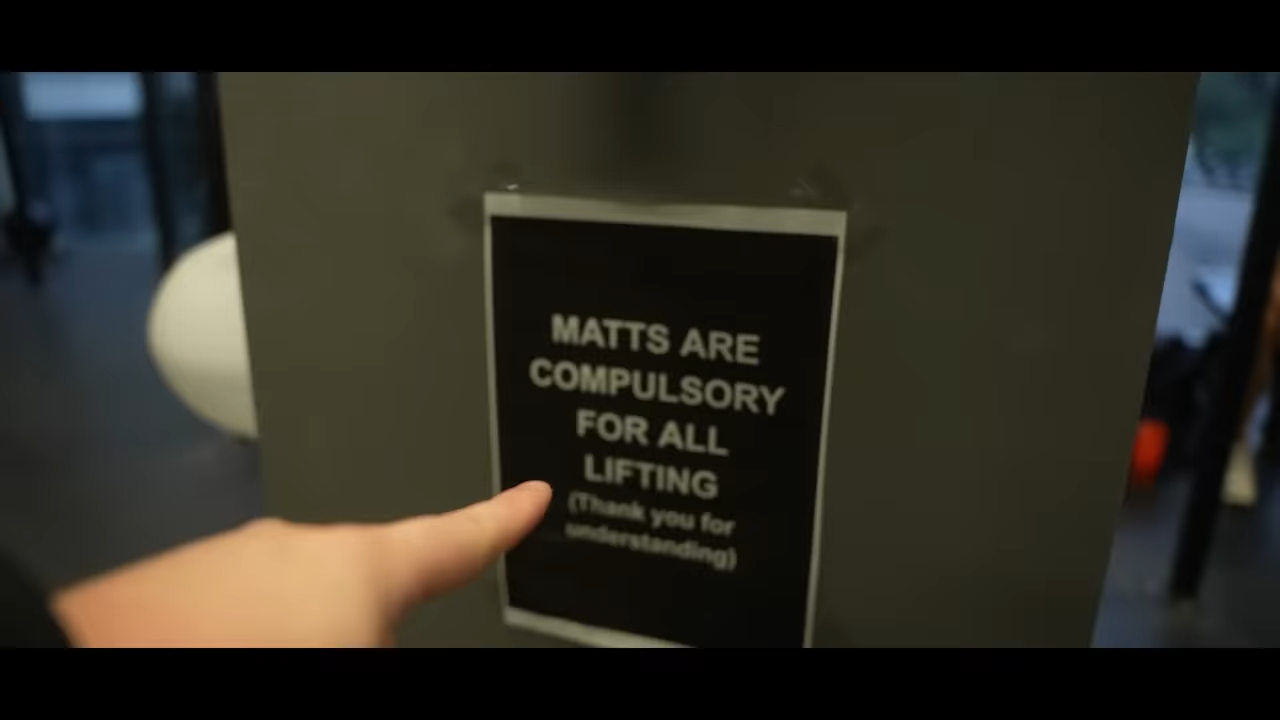 MATTS ARE
COMPULSORY
FOR ALL
LIFTING
(Thank you for
understanding)